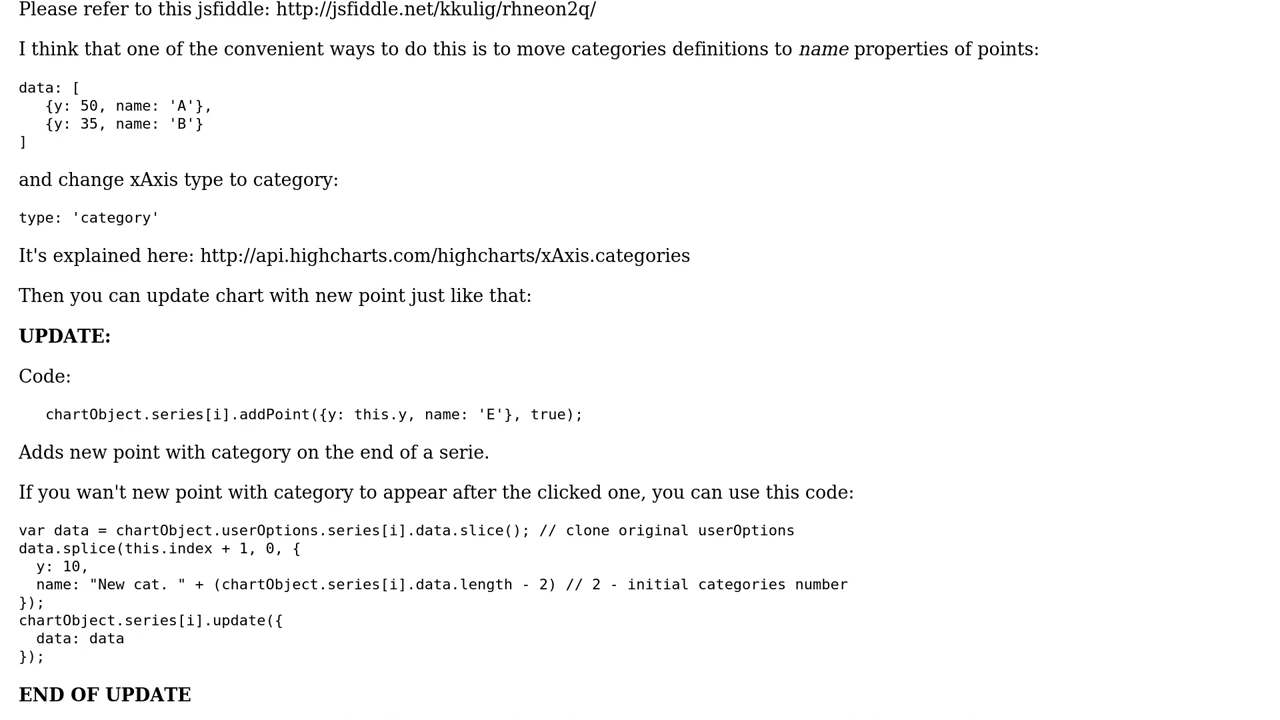 Please refer to this jsfiddle: http://jsfiddle.net/kkulig/rhneon2q/
I think that one of the convenient ways to do this is to move categories definitions to name properties of points:
data: [
   {y: 50, name: 'A'},
   {y: 35, name: 'B'}
]
and change xAxis type to category:
type: 'category'
It's explained here: http://api.highcharts.com/highcharts/xAxis.categories
Then you can update chart with new point just like that:
UPDATE:
Code:
   chartObject.series[i].addPoint({y: this.y, name: 'E'}, true);
Adds new point with category on the end of a serie.
If you wan't new point with category to appear after the clicked one, you can use this code:
var data = chartObject.userOptions.series[i].data.slice(); // clone original userOptions
data.splice(this.index + 1, 0, {
  y: 10,
  name: "New cat. " + (chartObject.series[i].data.length - 2) // 2 - initial categories number
});
chartObject.series[i].update({
  data: data
});
END OF UPDATE